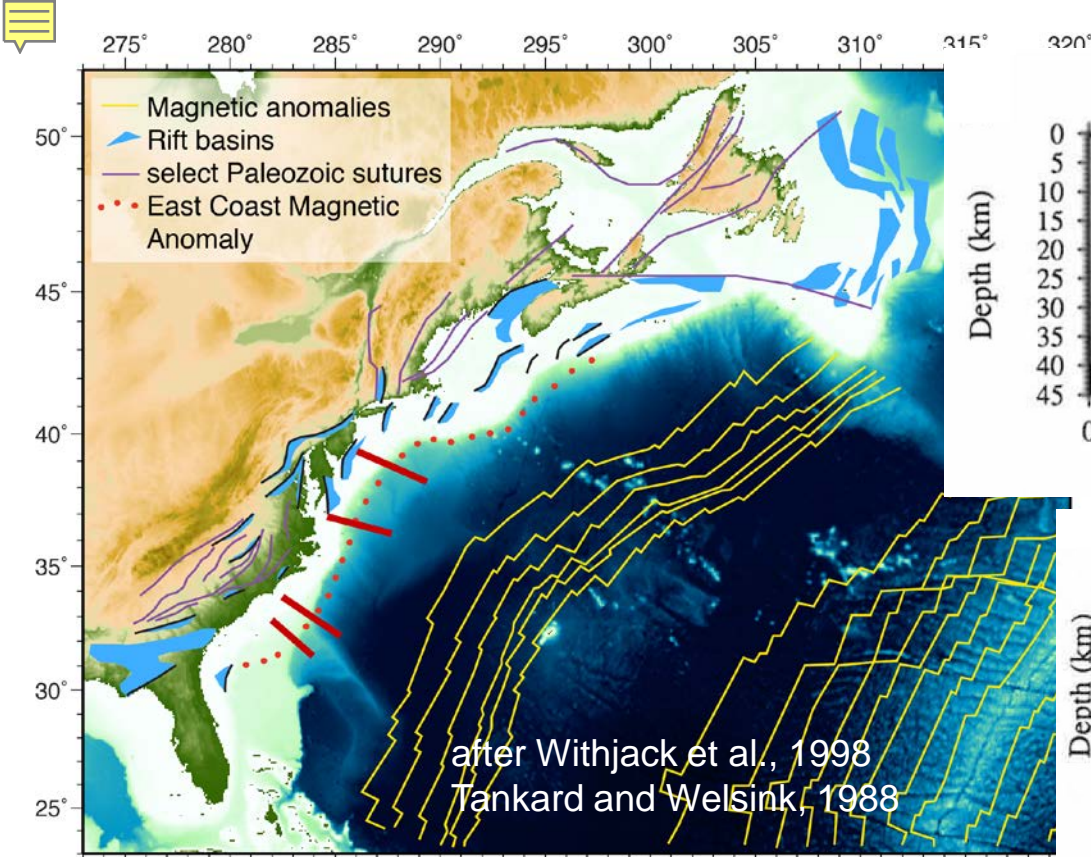 275° 280° 285° 290° 295° 300° 305° 310° 315° 320°
Magnetic anomalies
Rift basins
select Paleozoic sutures
East Coast Magnetic
Anomaly
50°
45°
40°
35°
30°
25°
after Withjack et al., 1998
Tankard and Welsink, 1988
Depth (km)
0
5
10
15
20
25
30
35
40
45
0
Depth (km)